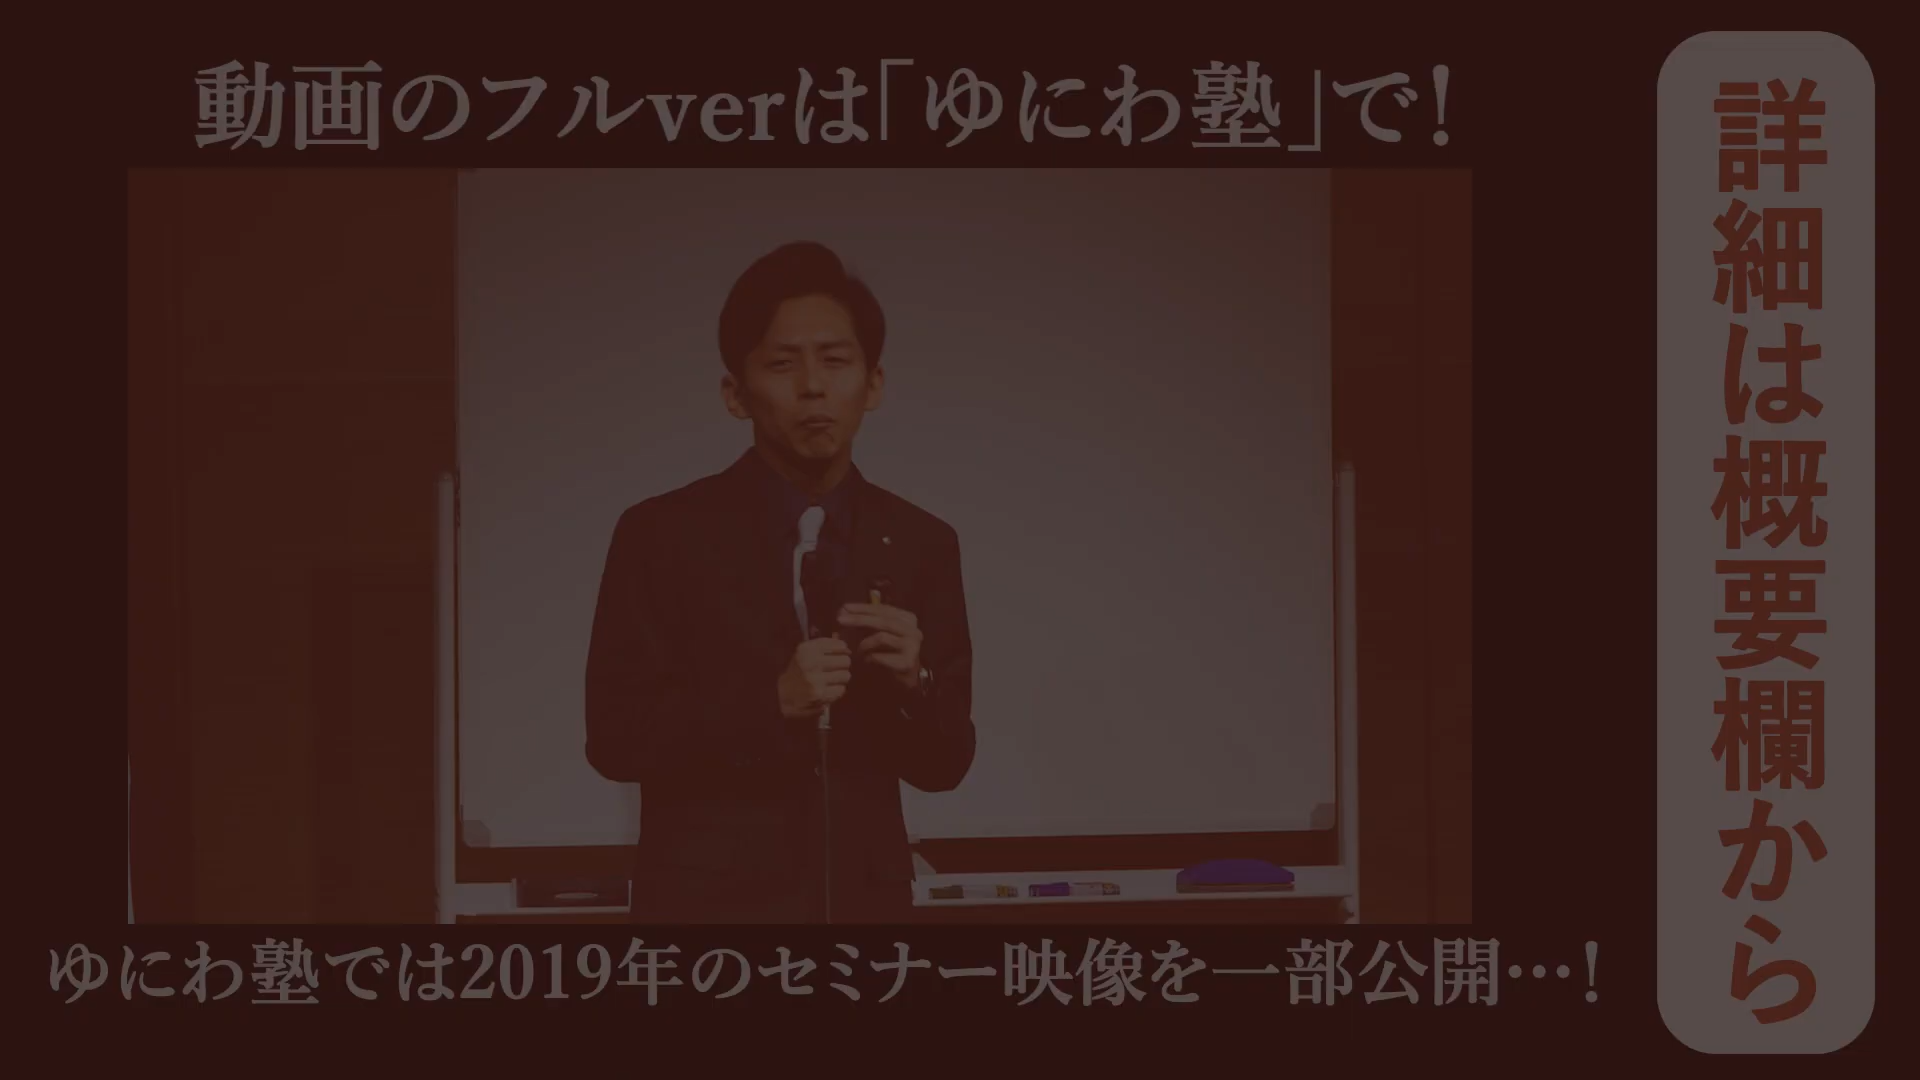 動画のフルverは「ゆにわ塾」で!
詳細は概要欄から
ゆにわ塾では2019年のセミナー映像を一部公開…!